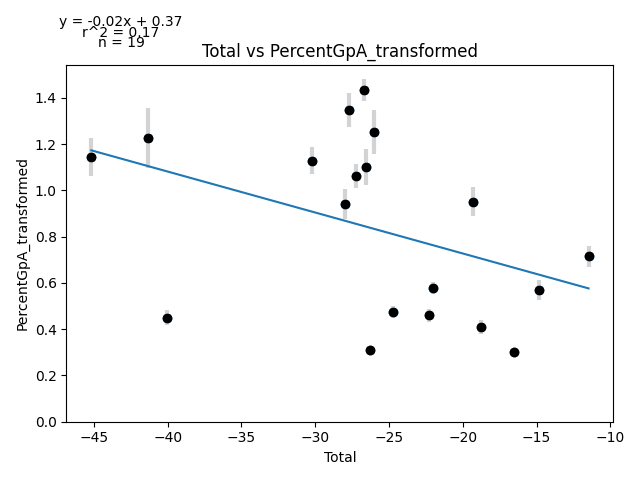 y = -0.02x + 0.37
r^2 = 0.17
n = 19
Total vs PercentGpA_transformed
PercentGpA_transformed
1.4
1.2
1.0
0.8
0.6
0.4
0.2
0.0
−45
−40
−35
−30
−25
−20
−15
−10
Total